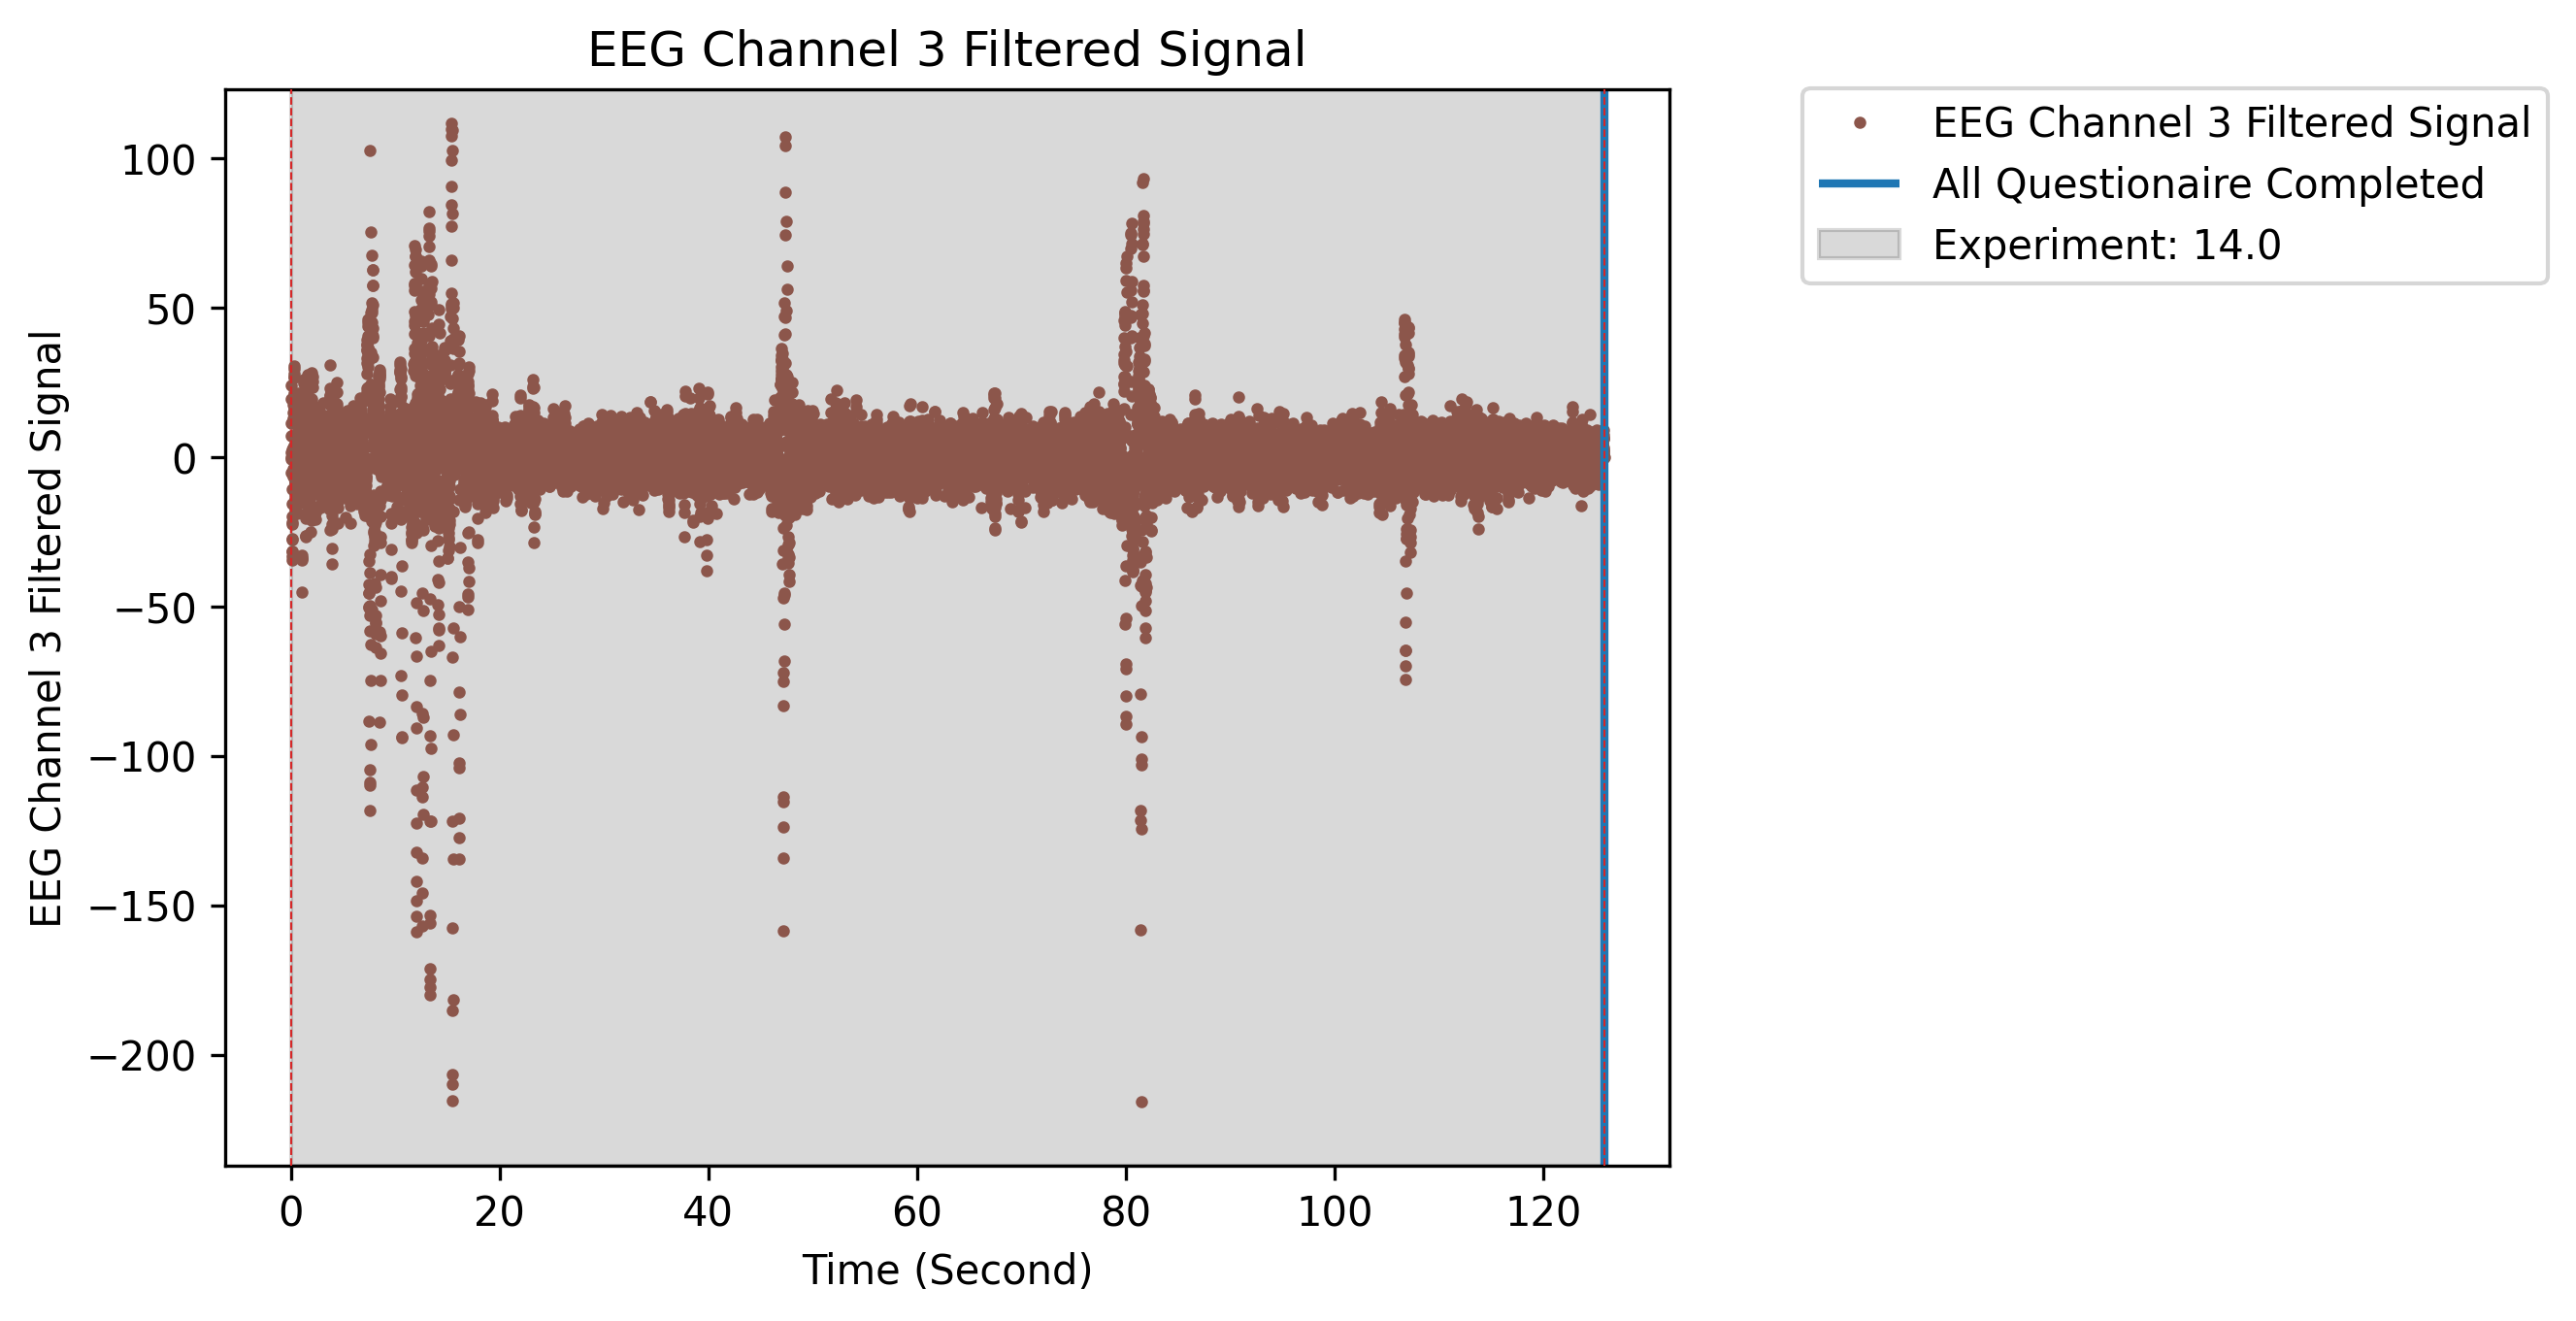 EEG Channel 3 Filtered Signal
EEG Channel 3 Filtered Signal
All Questionaire Completed
Experiment: 14.0
EEG Channel 3 Filtered Signal
100
50
0
−50
−100
−150
−200
0 20 40 60 80 100 120
Time (Second)